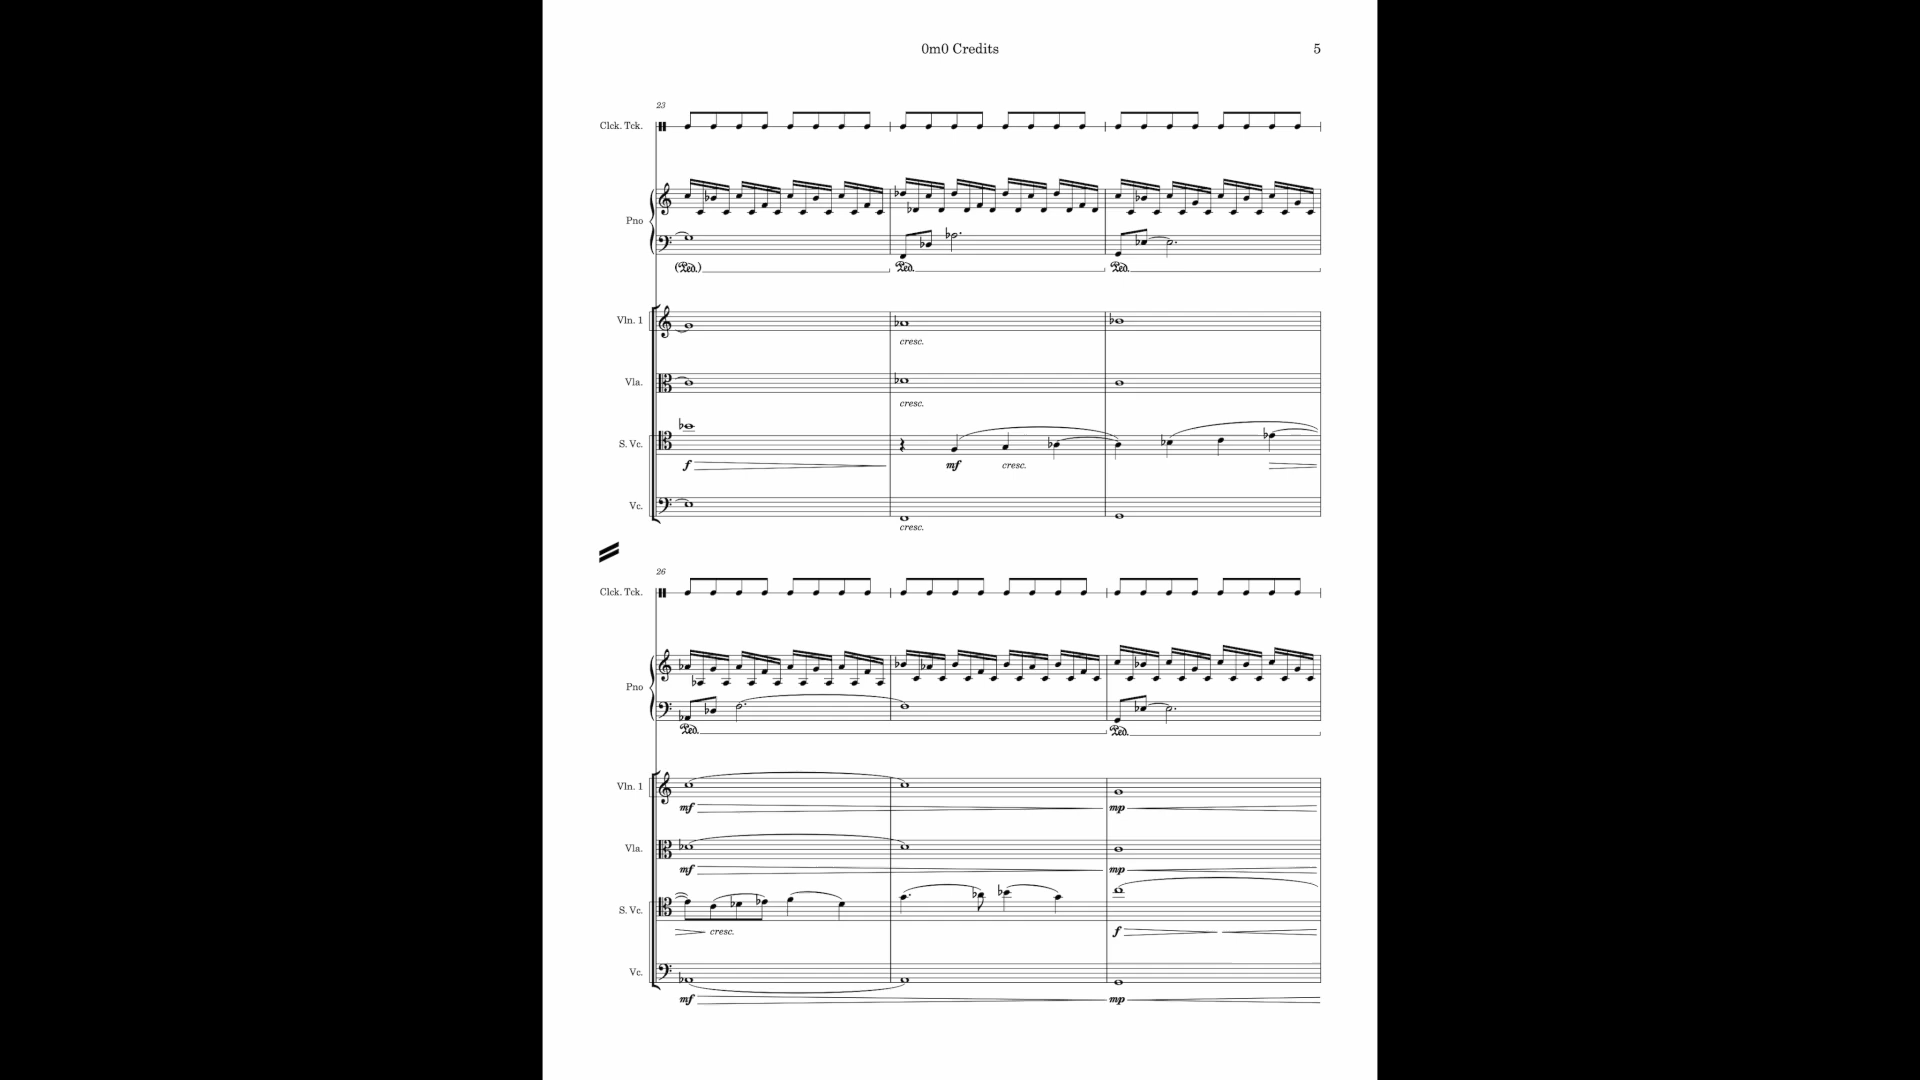 0m0 Credits 5
23
Clck. Tck.
Pno
(Ped.) Ped. Ped.
Vln. 1
cresc.
Vla.
cresc.
S. Vc.
f mf cresc.
Vc.
cresc.
26
Clck. Tck.
Pno
Ped. Ped.
Vln. 1
mf mp
Vla.
mf mp
S. Vc.
cresc. f
Vc.
mf mp